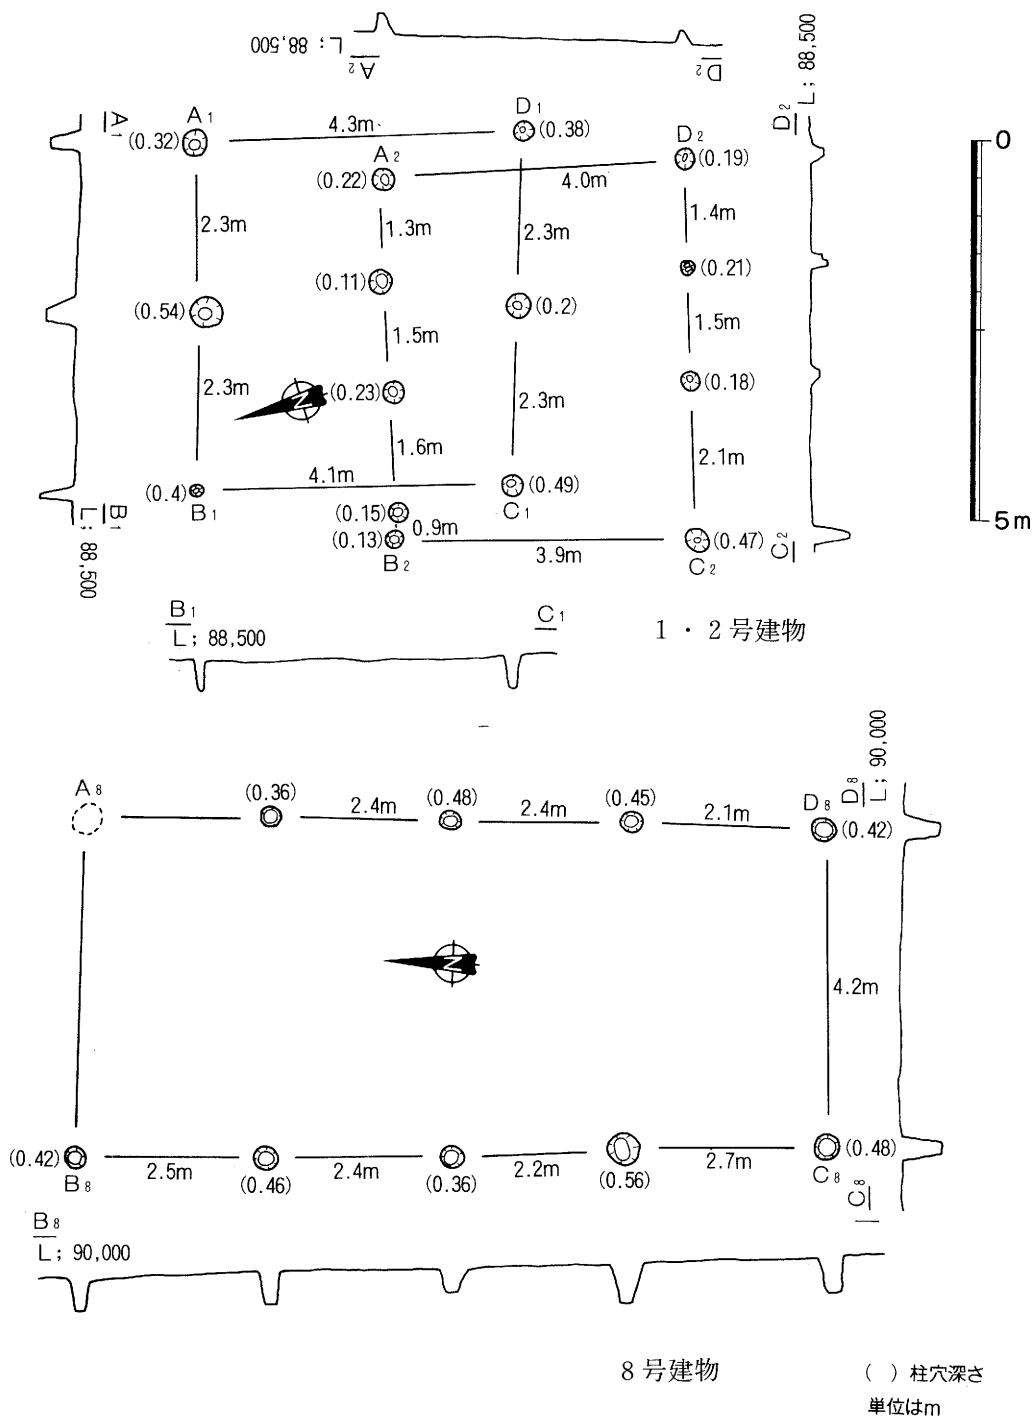 L; 88,500
A2
D2
L; 88,500
D2
A1
A1
(0.32)
4.3m
D1
(0.38)
A2
(0.22)
4.0m
D2
(0.19)
0
2.3m
1.3m
2.3m
1.4m
(0.54)
(0.11)
(0.2)
(0.21)
1.5m
1.5m
2.3m
N
(0.23)
2.3m
(0.18)
1.6m
2.1m
(0.4)
4.1m
(0.49)
B1
C1
(0.15)
0.9m
(0.13)
B2
3.9m
(0.47)
C2
C2
5m
B1
L; 88,500
B1
L; 88,500
C1
1・2号建物
A8
(0.36)
2.4m
(0.48)
2.4m
(0.45)
2.1m
D8
(0.42)
D8
L; 90,000
N
4.2m
(0.42)
B8
2.5m
(0.46)
2.4m
(0.36)
2.2m
(0.56)
2.7m
(0.48)
C8
C8
B8
L; 90,000
8号建物
( )柱穴深さ
単位はm